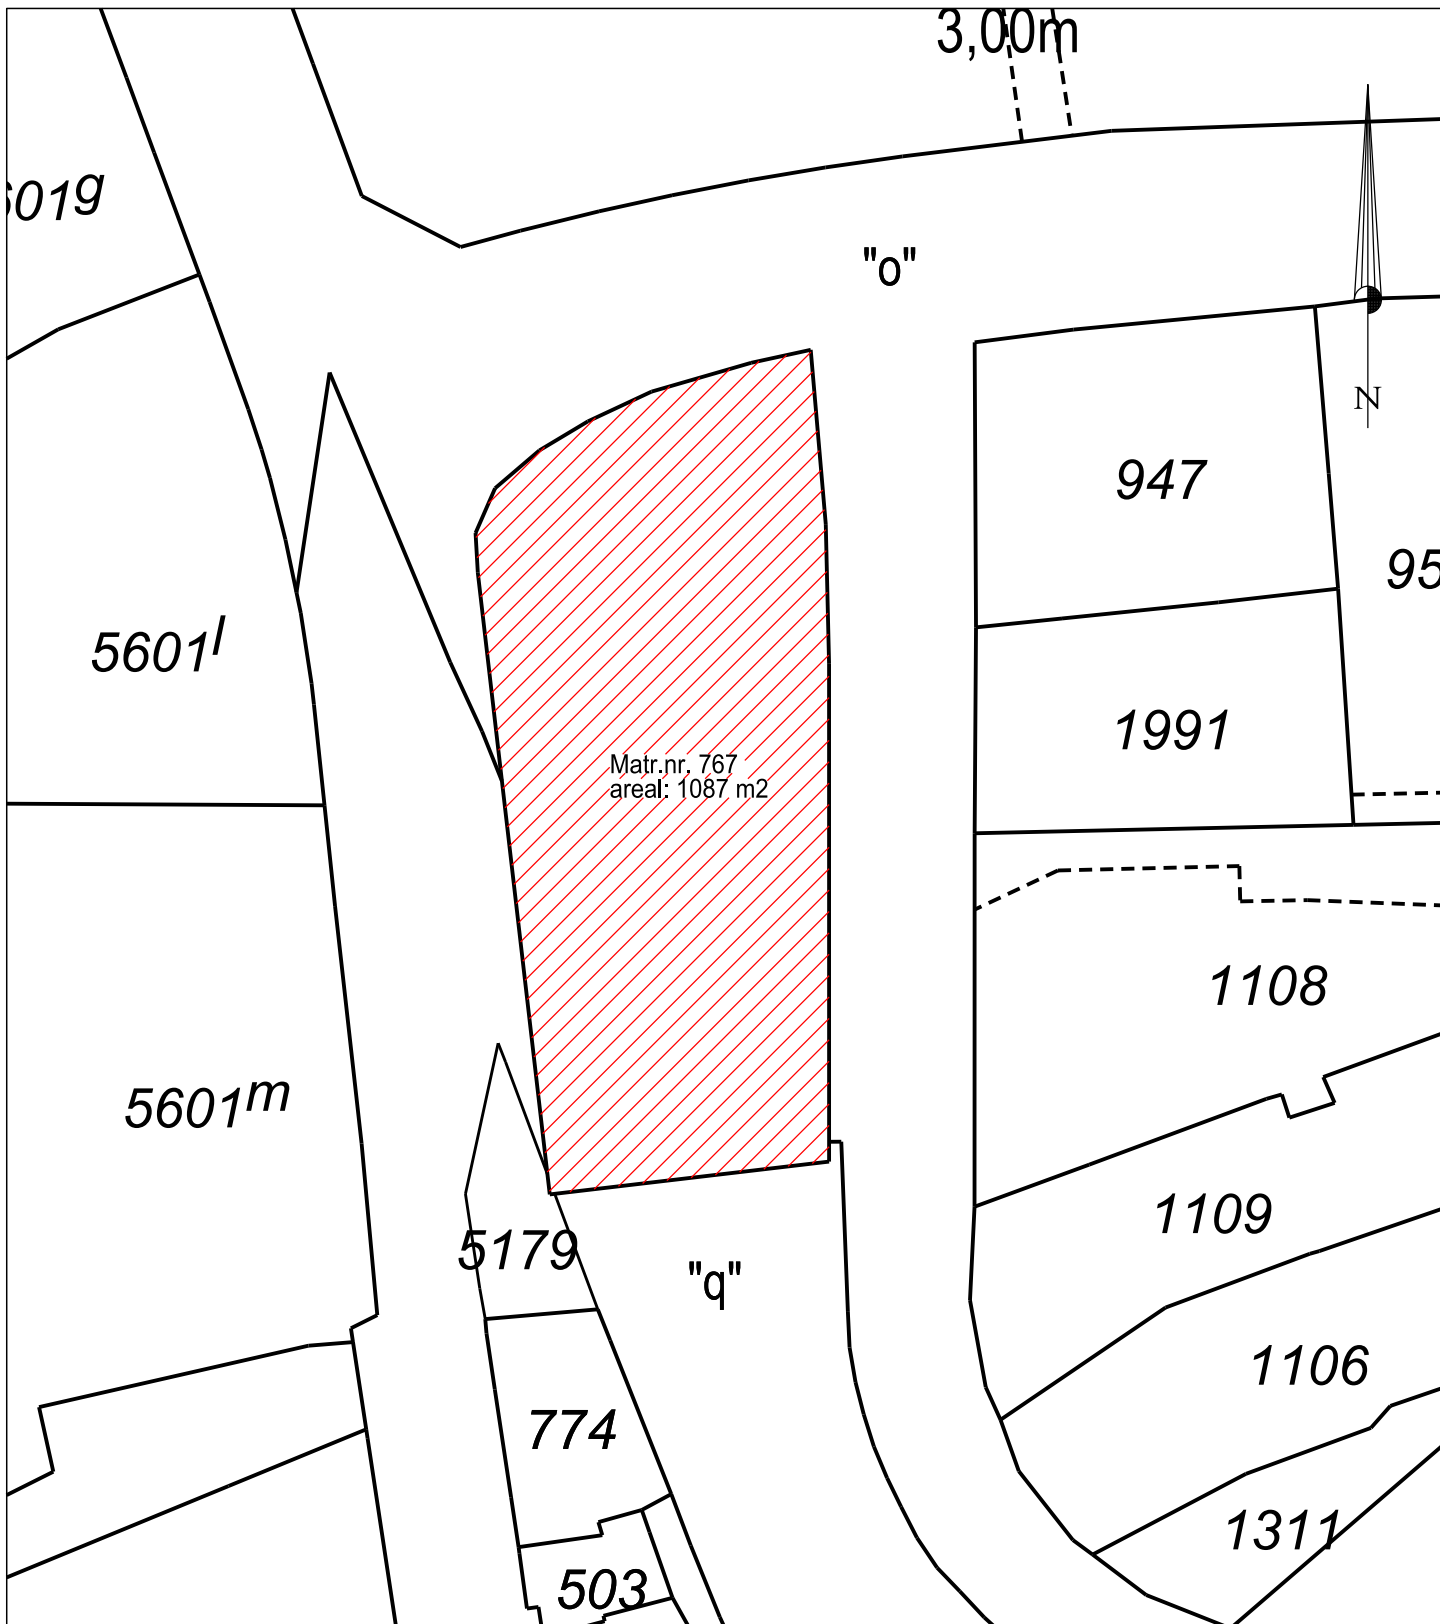 3,00m
601g
"o"
N
947
95
5601l
1991
Matr.nr. 767
areal: 1087 m2
1108
5601m
1109
5179
"q"
1106
774
1311
503